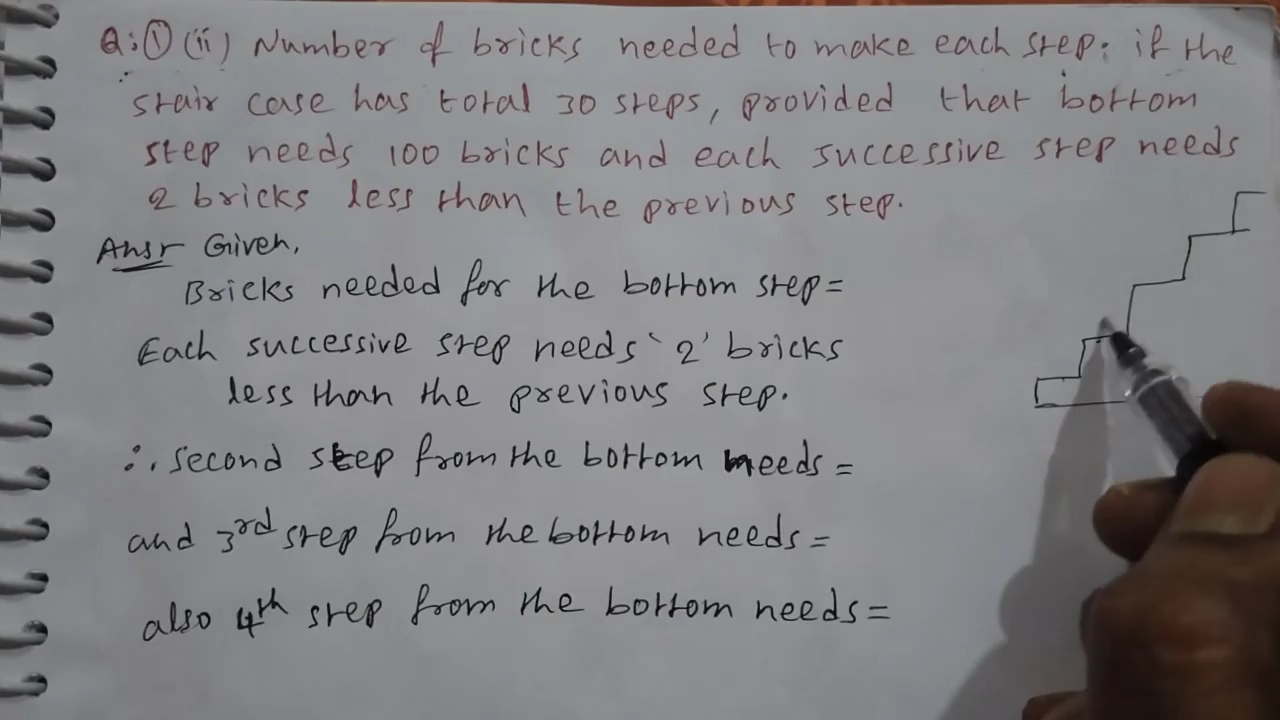 Q:① (ii) Number of bricks needed to make each step: if the
stair case has total 30 steps, provided that bottom
step needs 100 bricks and each successive step needs
2 bricks less than the previous step.
Ansr Given,
Bricks needed for the bottom step=
Each successive step needs '2' bricks
less than the previous step.
∴ second step from the bottom needs =
and 3rd step from the bottom needs =
also 4th step from the bottom needs =